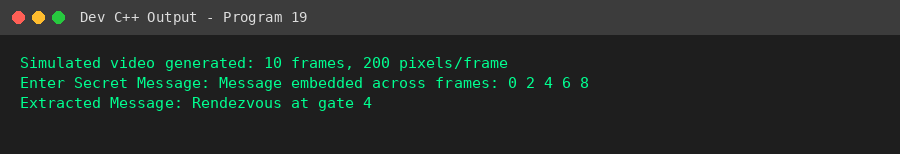 Dev C++ Output - Program 19
Simulated video generated: 10 frames, 200 pixels/frame
Enter Secret Message: Message embedded across frames: 0 2 4 6 8
Extracted Message: Rendezvous at gate 4